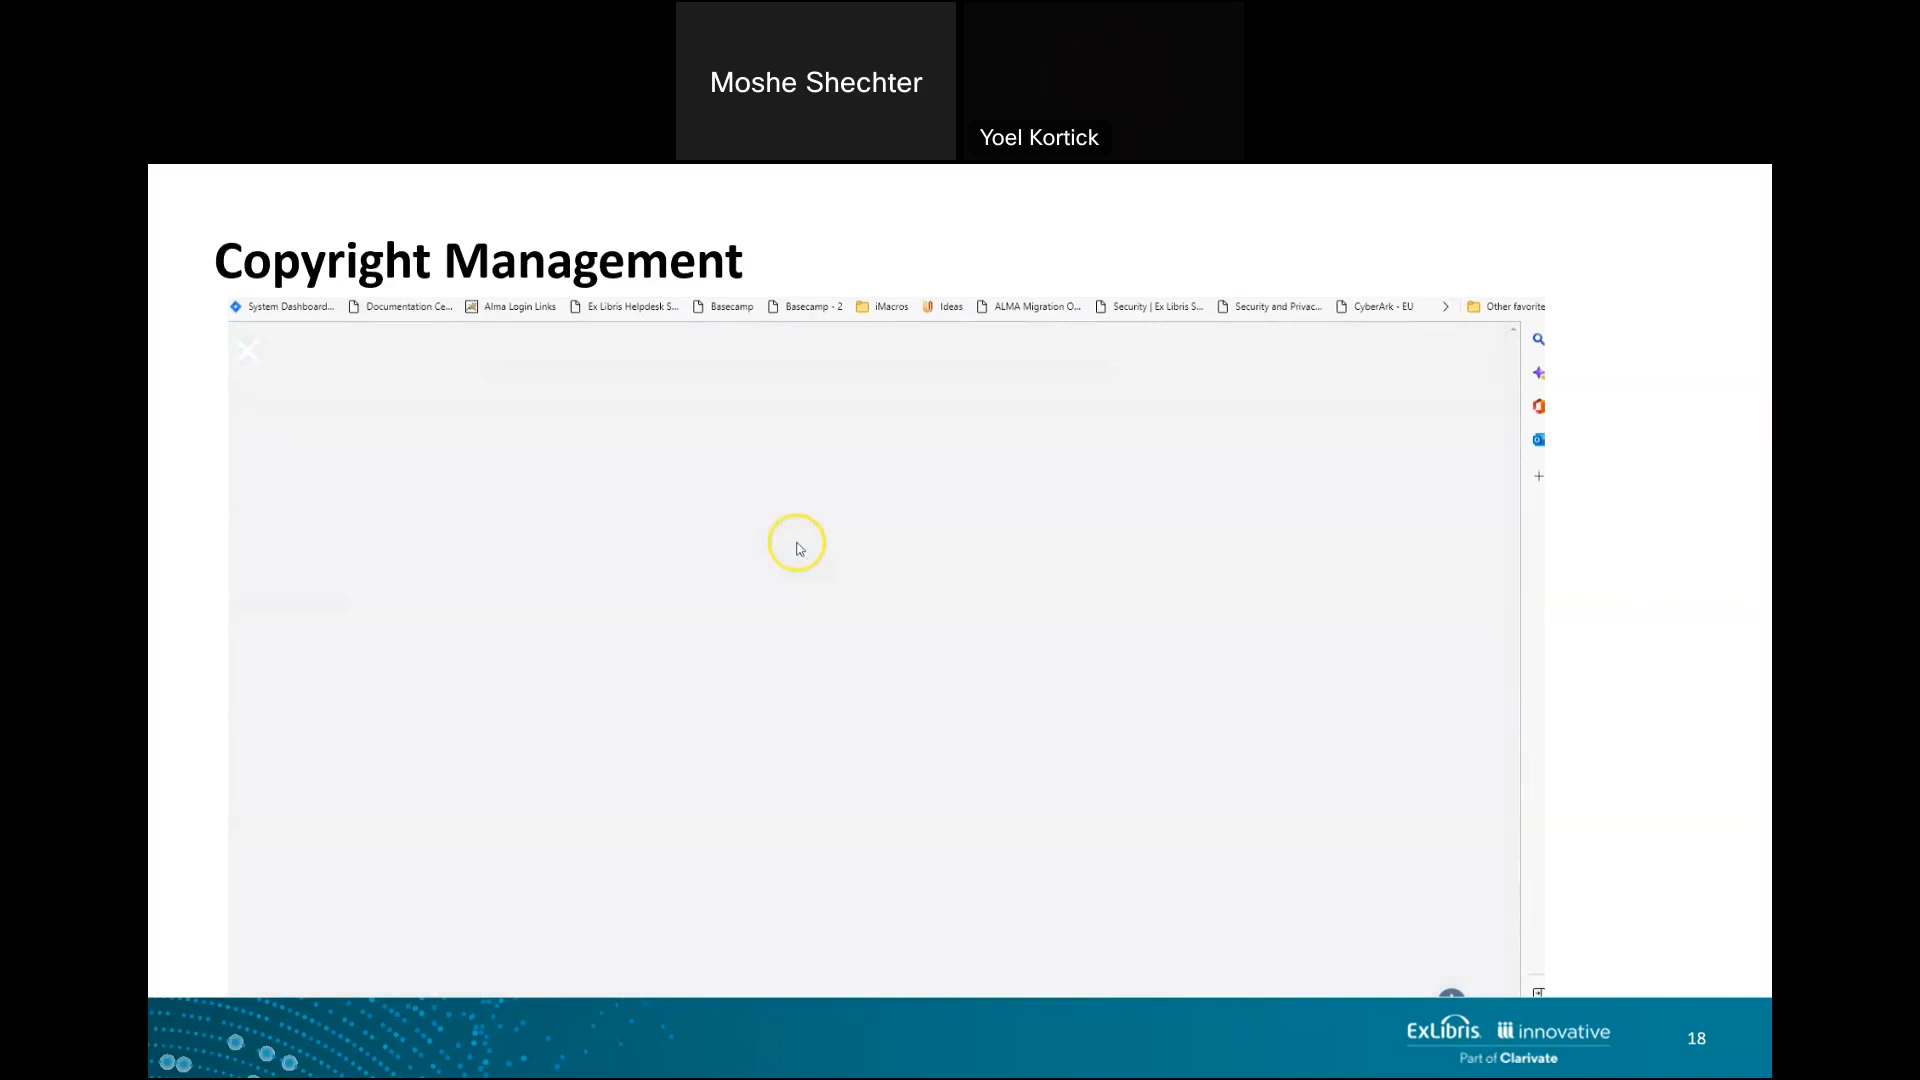 Moshe Shechter
Yoel Kortick
Copyright Management
System Dashboard... Documentation Ce... Alma Login Links Ex Libris Helpdesk S... Basecamp Basecamp - 2 iMacros Ideas ALMA Migration O... Security | Ex Libris S... Security and Privac... CyberArk - EU Other favorite
ExLibris innovative
Part of Clarivate
18